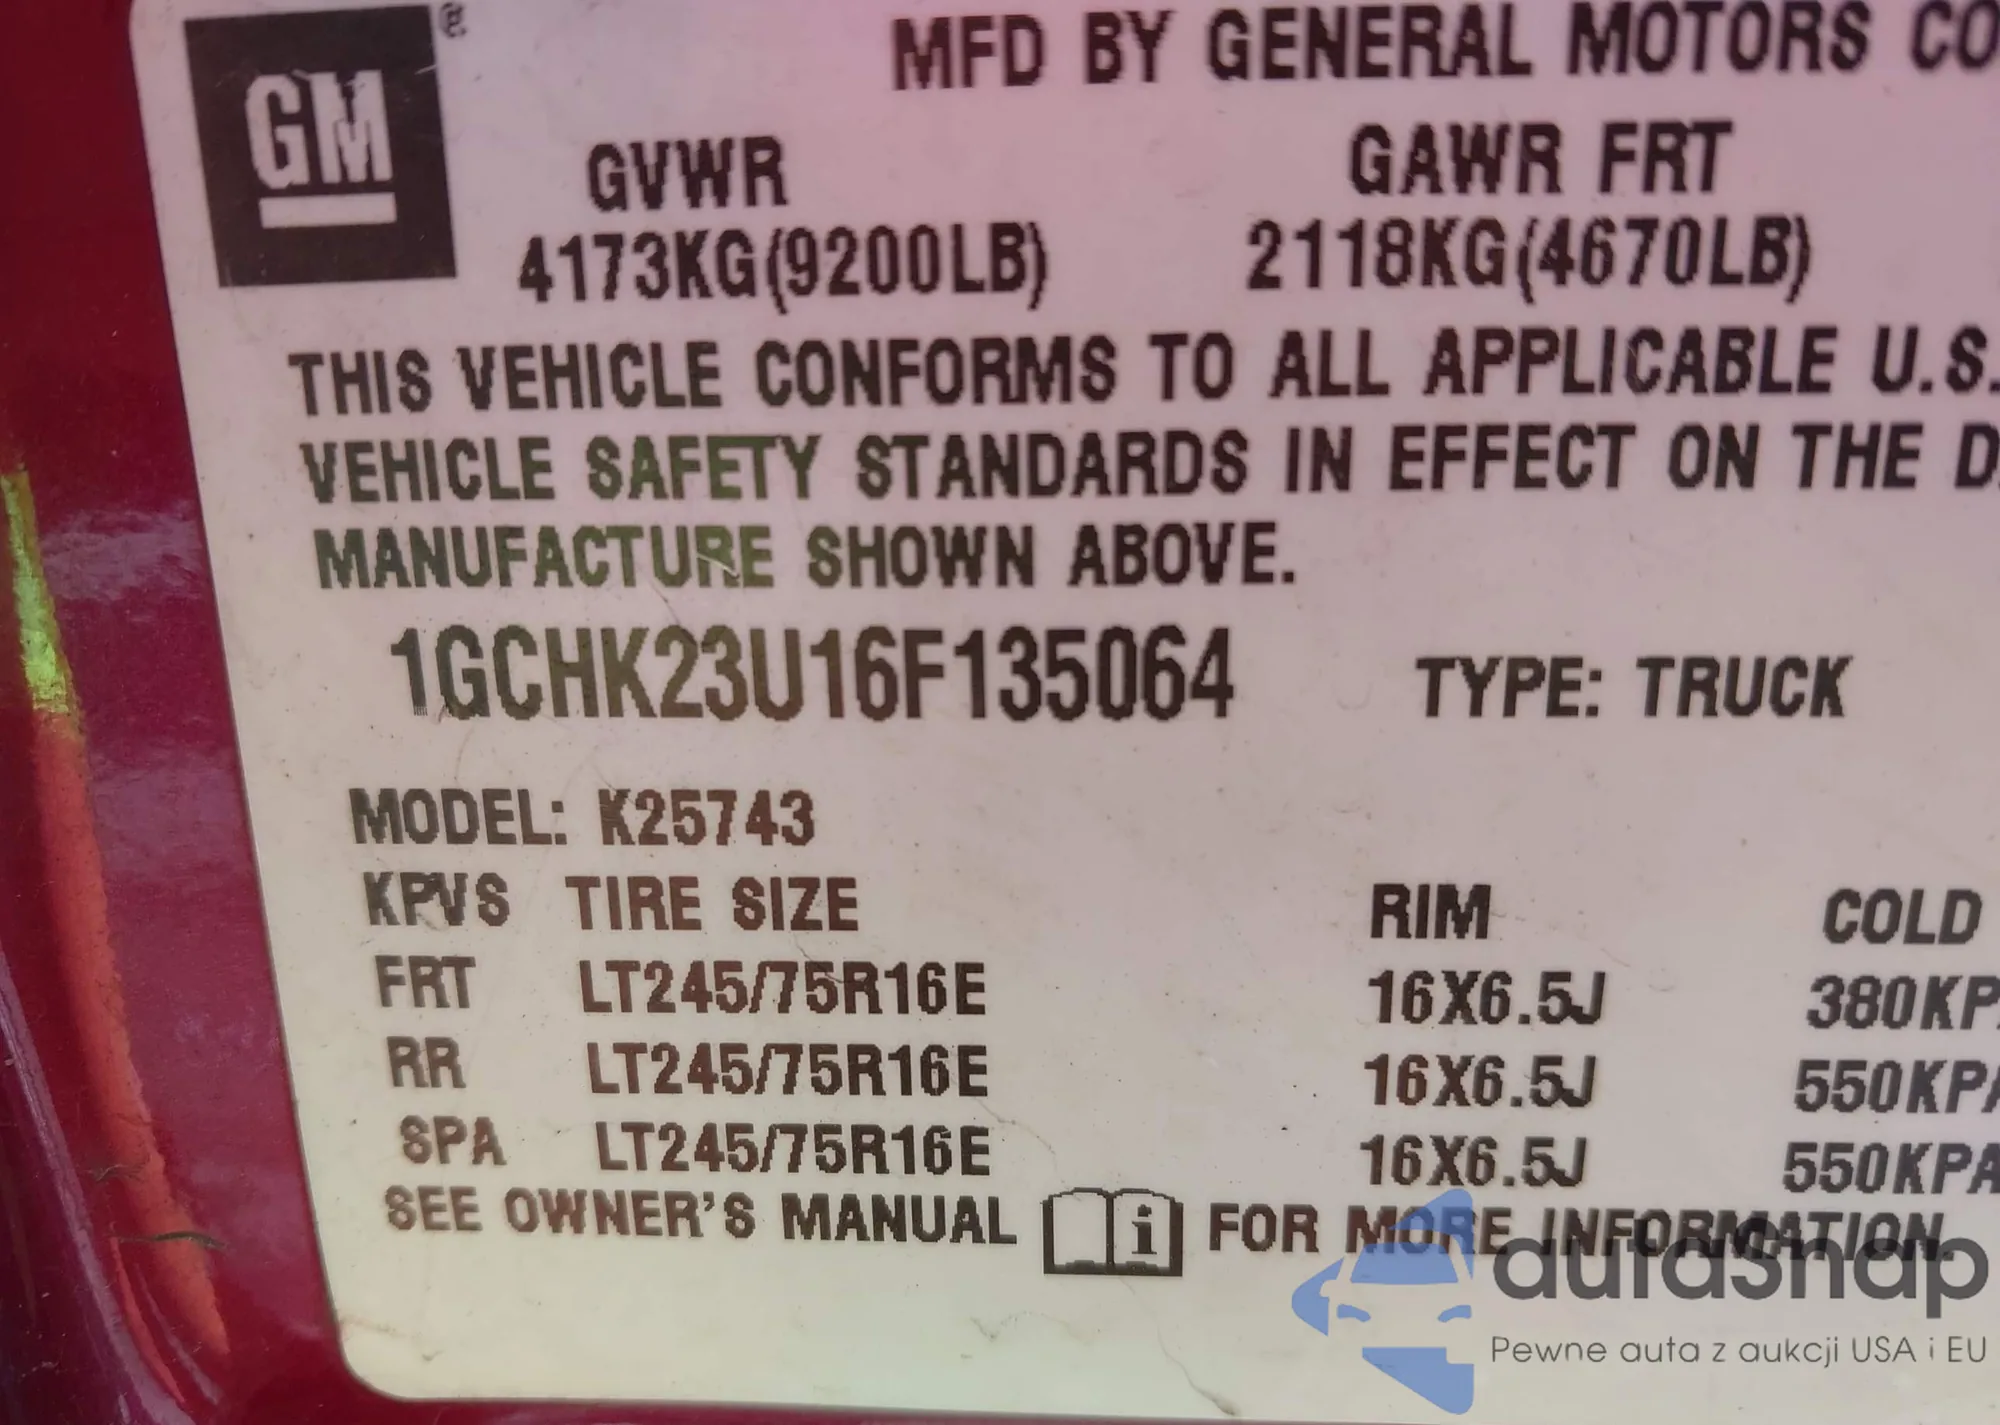 GM ®
MFD BY GENERAL MOTORS CO
GVWR GAWR FRT
4173KG(9200LB) 2118KG(4670LB)
THIS VEHICLE CONFORMS TO ALL APPLICABLE U.S.
VEHICLE SAFETY STANDARDS IN EFFECT ON THE D
MANUFACTURE SHOWN ABOVE.
1GCHK23U16F135064 TYPE: TRUCK
MODEL: K25743
KPVS TIRE SIZE RIM COLD
FRT LT245/75R16E 16X6.5J 380KP
RR LT245/75R16E 16X6.5J 550KPA
SPA LT245/75R16E 16X6.5J 550KPA
SEE OWNER'S MANUAL i FOR MORE INFORMATION.
autaSnap
Pewne auta z aukcji USA i EU